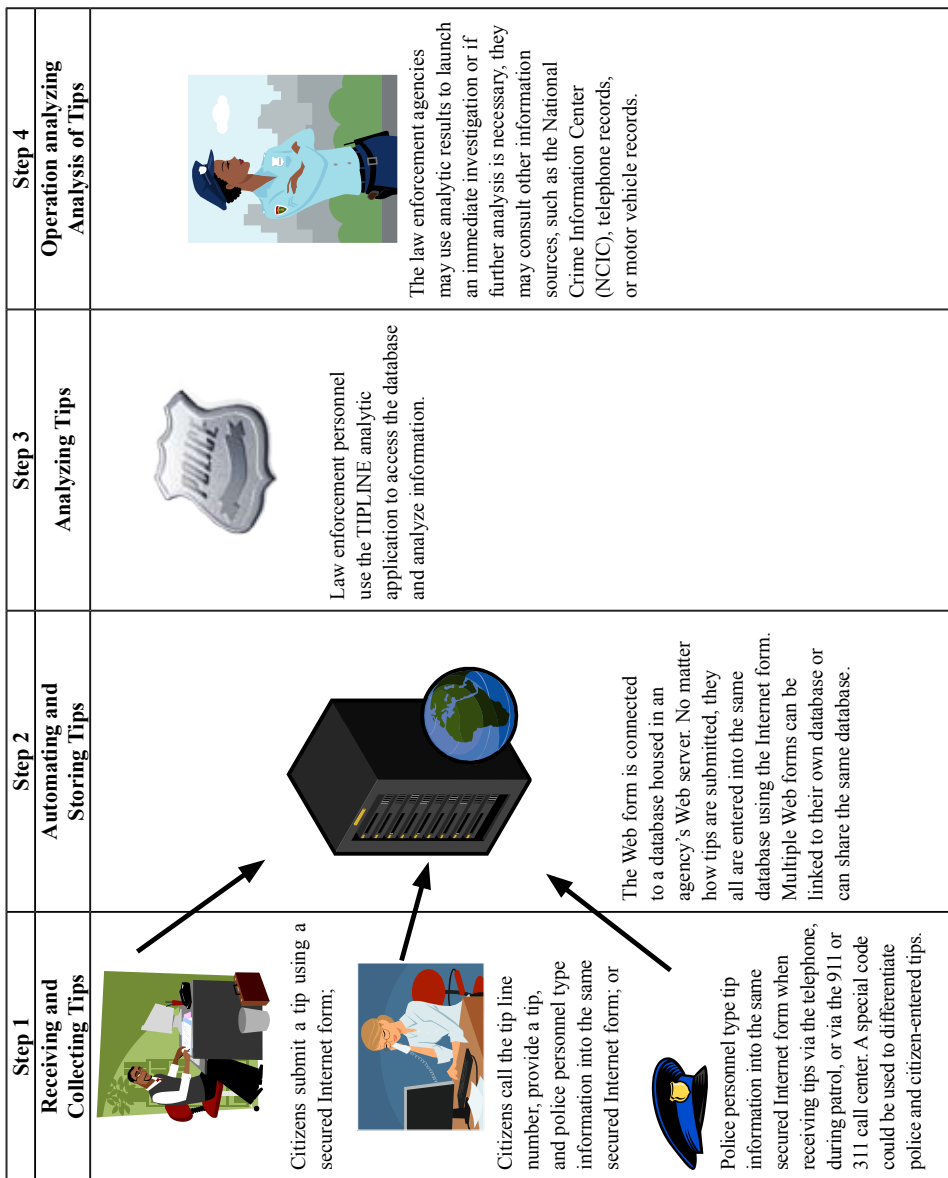 Step 1
Receiving and
Collecting Tips
Citizens submit a tip using a
secured Internet form;
Citizens call the tip line
number, provide a tip,
and police personnel type
information into the same
secured Internet form; or
Police personnel type tip
information into the same
secured Internet form when
receiving tips via the telephone,
during patrol, or via the 911 or
311 call center. A special code
could be used to differentiate
police and citizen-entered tips.
Step 2
Automating and
Storing Tips
The Web form is connected
to a database housed in an
agency’s Web server. No matter
how tips are submitted, they
all are entered into the same
database using the Internet form.
Multiple Web forms can be
linked to their own database or
can share the same database.
Step 3
Analyzing Tips
POLICE
Law enforcement personnel
use the TIPLINE analytic
application to access the database
and analyze information.
Step 4
Operation analyzing
Analysis of Tips
The law enforcement agencies
may use analytic results to launch
an immediate investigation or if
further analysis is necessary, they
may consult other information
sources, such as the National
Crime Information Center
(NCIC), telephone records,
or motor vehicle records.